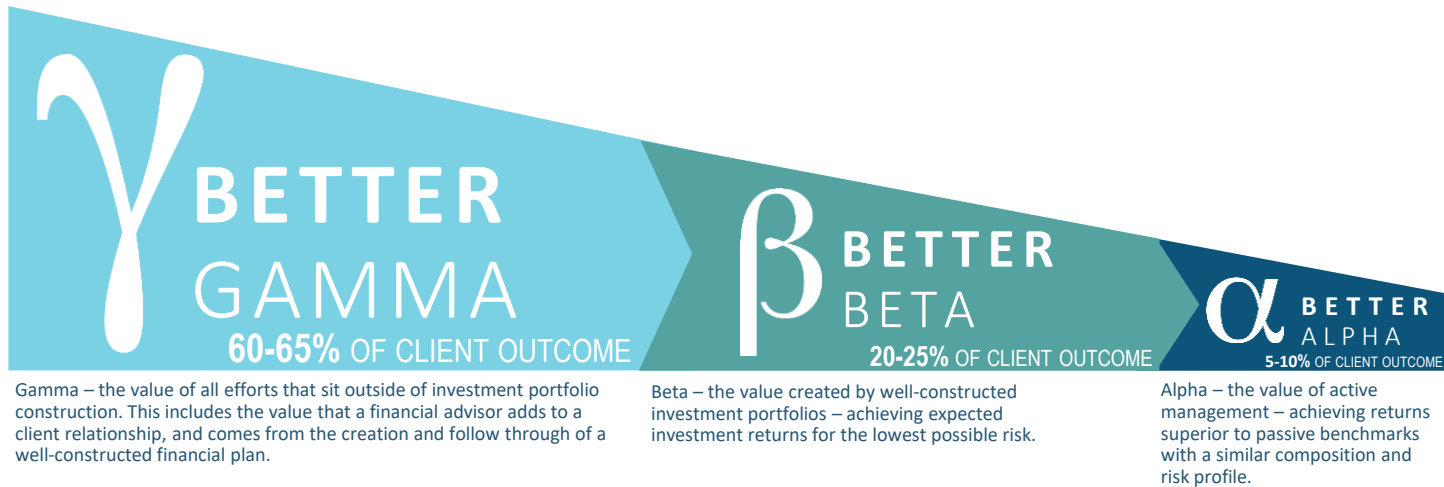 γ
BETTER
GAMMA
60-65% OF CLIENT OUTCOME
Gamma – the value of all efforts that sit outside of investment portfolio
construction. This includes the value that a financial advisor adds to a
client relationship, and comes from the creation and follow through of a
well-constructed financial plan.
β
BETTER
BETA
20-25% OF CLIENT OUTCOME
Beta – the value created by well-constructed
investment portfolios – achieving expected
investment returns for the lowest possible risk.
α
BETTER
ALPHA
5-10% OF CLIENT OUTCOME
Alpha – the value of active
management – achieving returns
superior to passive benchmarks
with a similar composition and
risk profile.